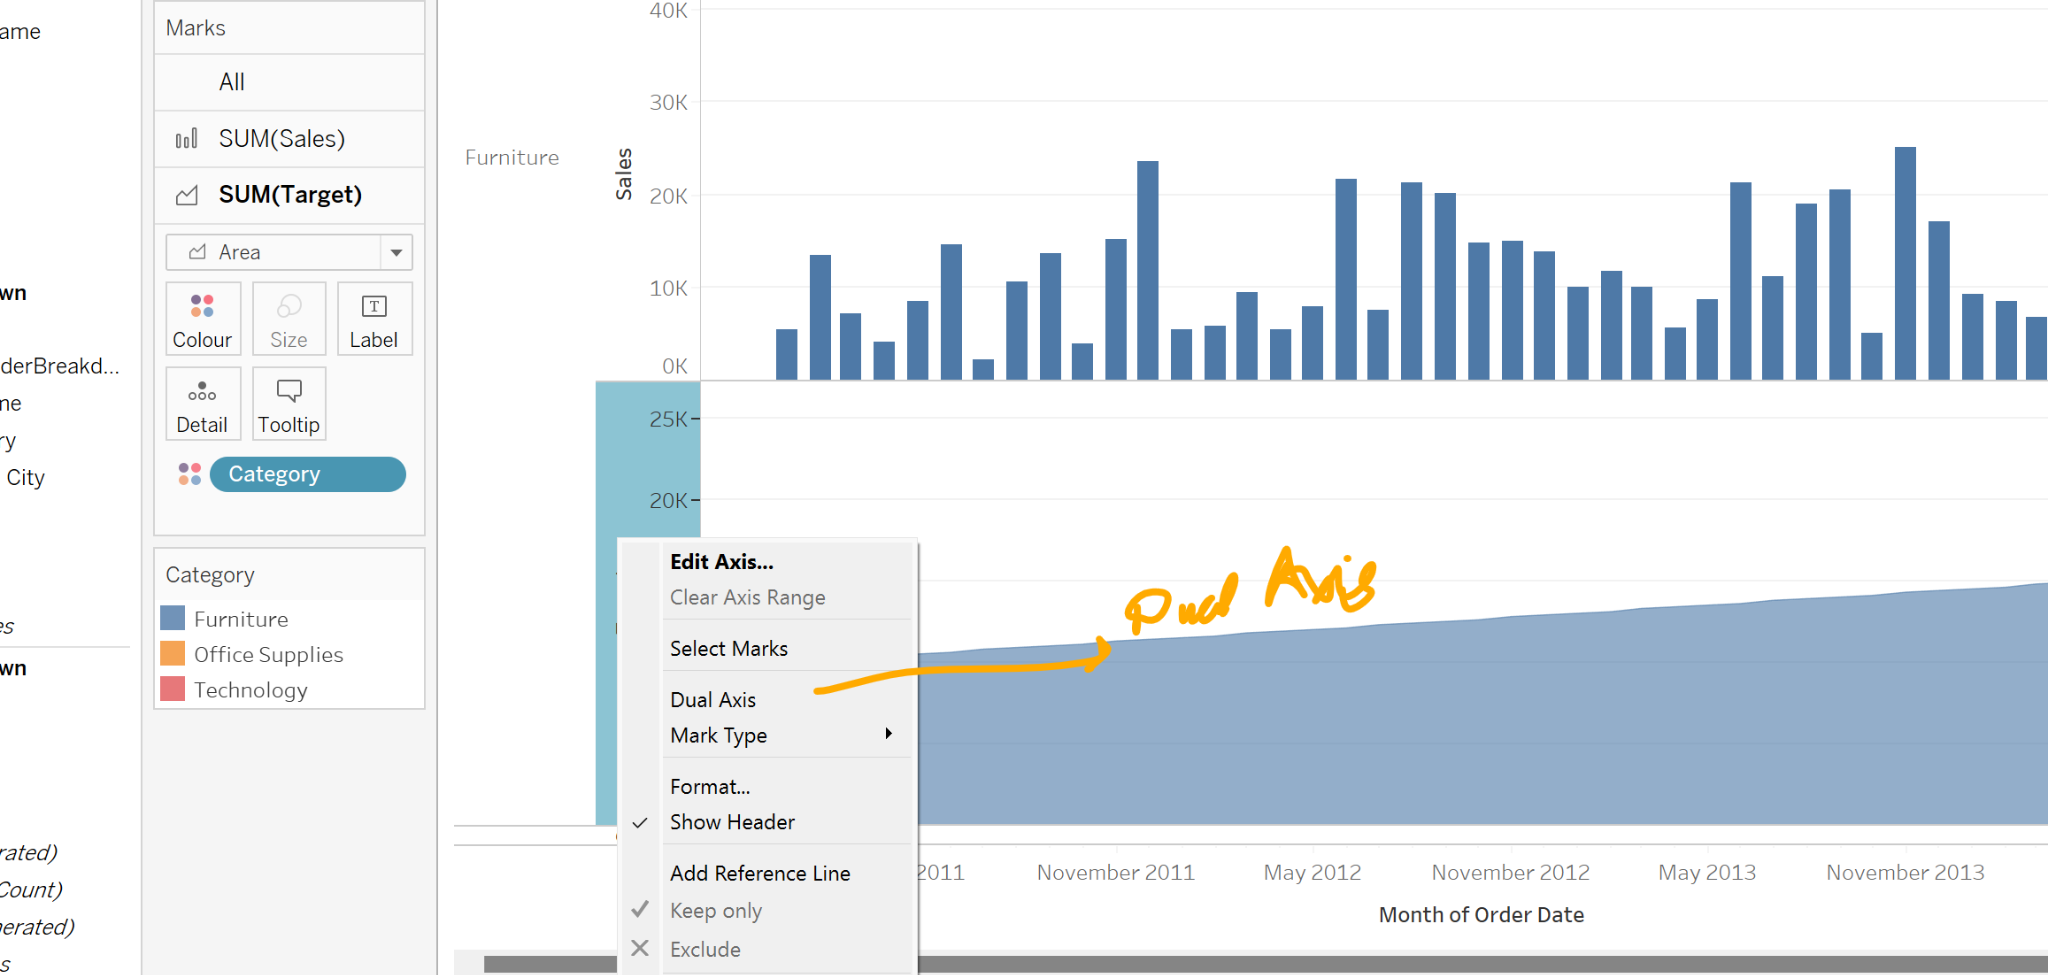 ame
wn
derBreakd...
me
ry
City
es
wn
rated)
Count)
nerated)
s
Marks
All
SUM(Sales)
SUM(Target)
Area
Colour
Size
Label
Detail
Tooltip
Category
Category
Furniture
Office Supplies
Technology
Furniture
Sales
40K
30K
20K
10K
0K
25K
20K
Edit Axis...
Clear Axis Range
Select Marks
Dual Axis
Mark Type
Format...
Show Header
Add Reference Line
Keep only
Exclude
Dual Axis
2011
November 2011
May 2012
November 2012
May 2013
November 2013
Month of Order Date